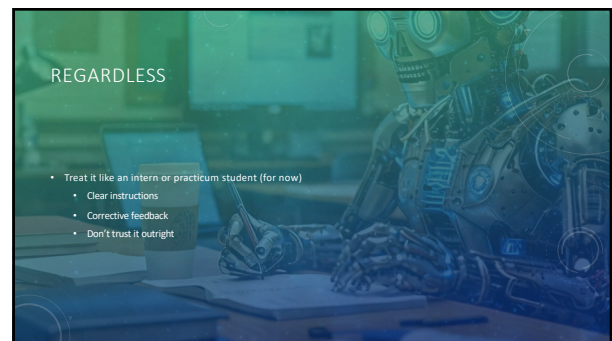 REGARDLESS
• Treat it like an intern or practicum student (for now)
• Clear instructions
• Corrective feedback
• Don't trust it outright